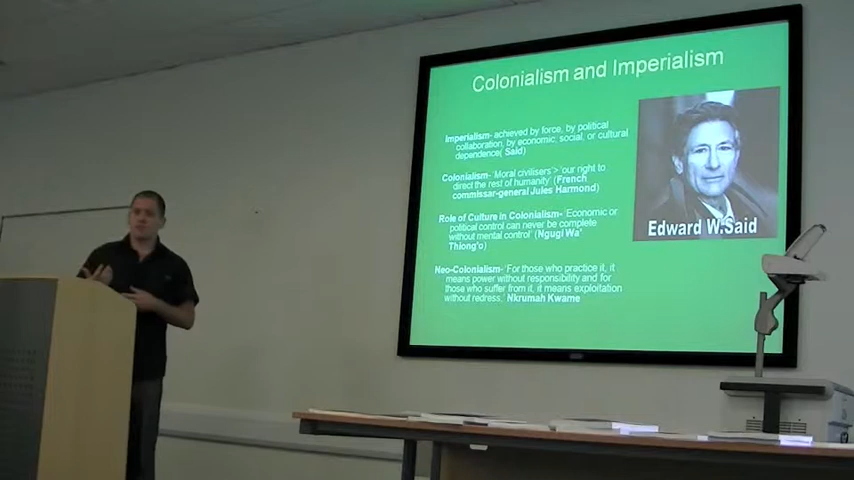 Colonialism and Imperialism
Imperialism- achieved by force, by political
collaboration, by economic, social, or cultural
dependence( Said)
Colonialism- 'Moral civilisers'> 'our right to
direct the rest of humanity' (French
commissar-general Jules Harmond)
Role of Culture in Colonialism- 'Economic or
political control can never be complete
without mental control' (Ngugi Wa'
Thiong'o)
Neo-Colonialism- 'For those who practice it, it
means power without responsibility and for
those who suffer from it, it means exploitation
without redress,' Nkrumah Kwame
Edward W.Said